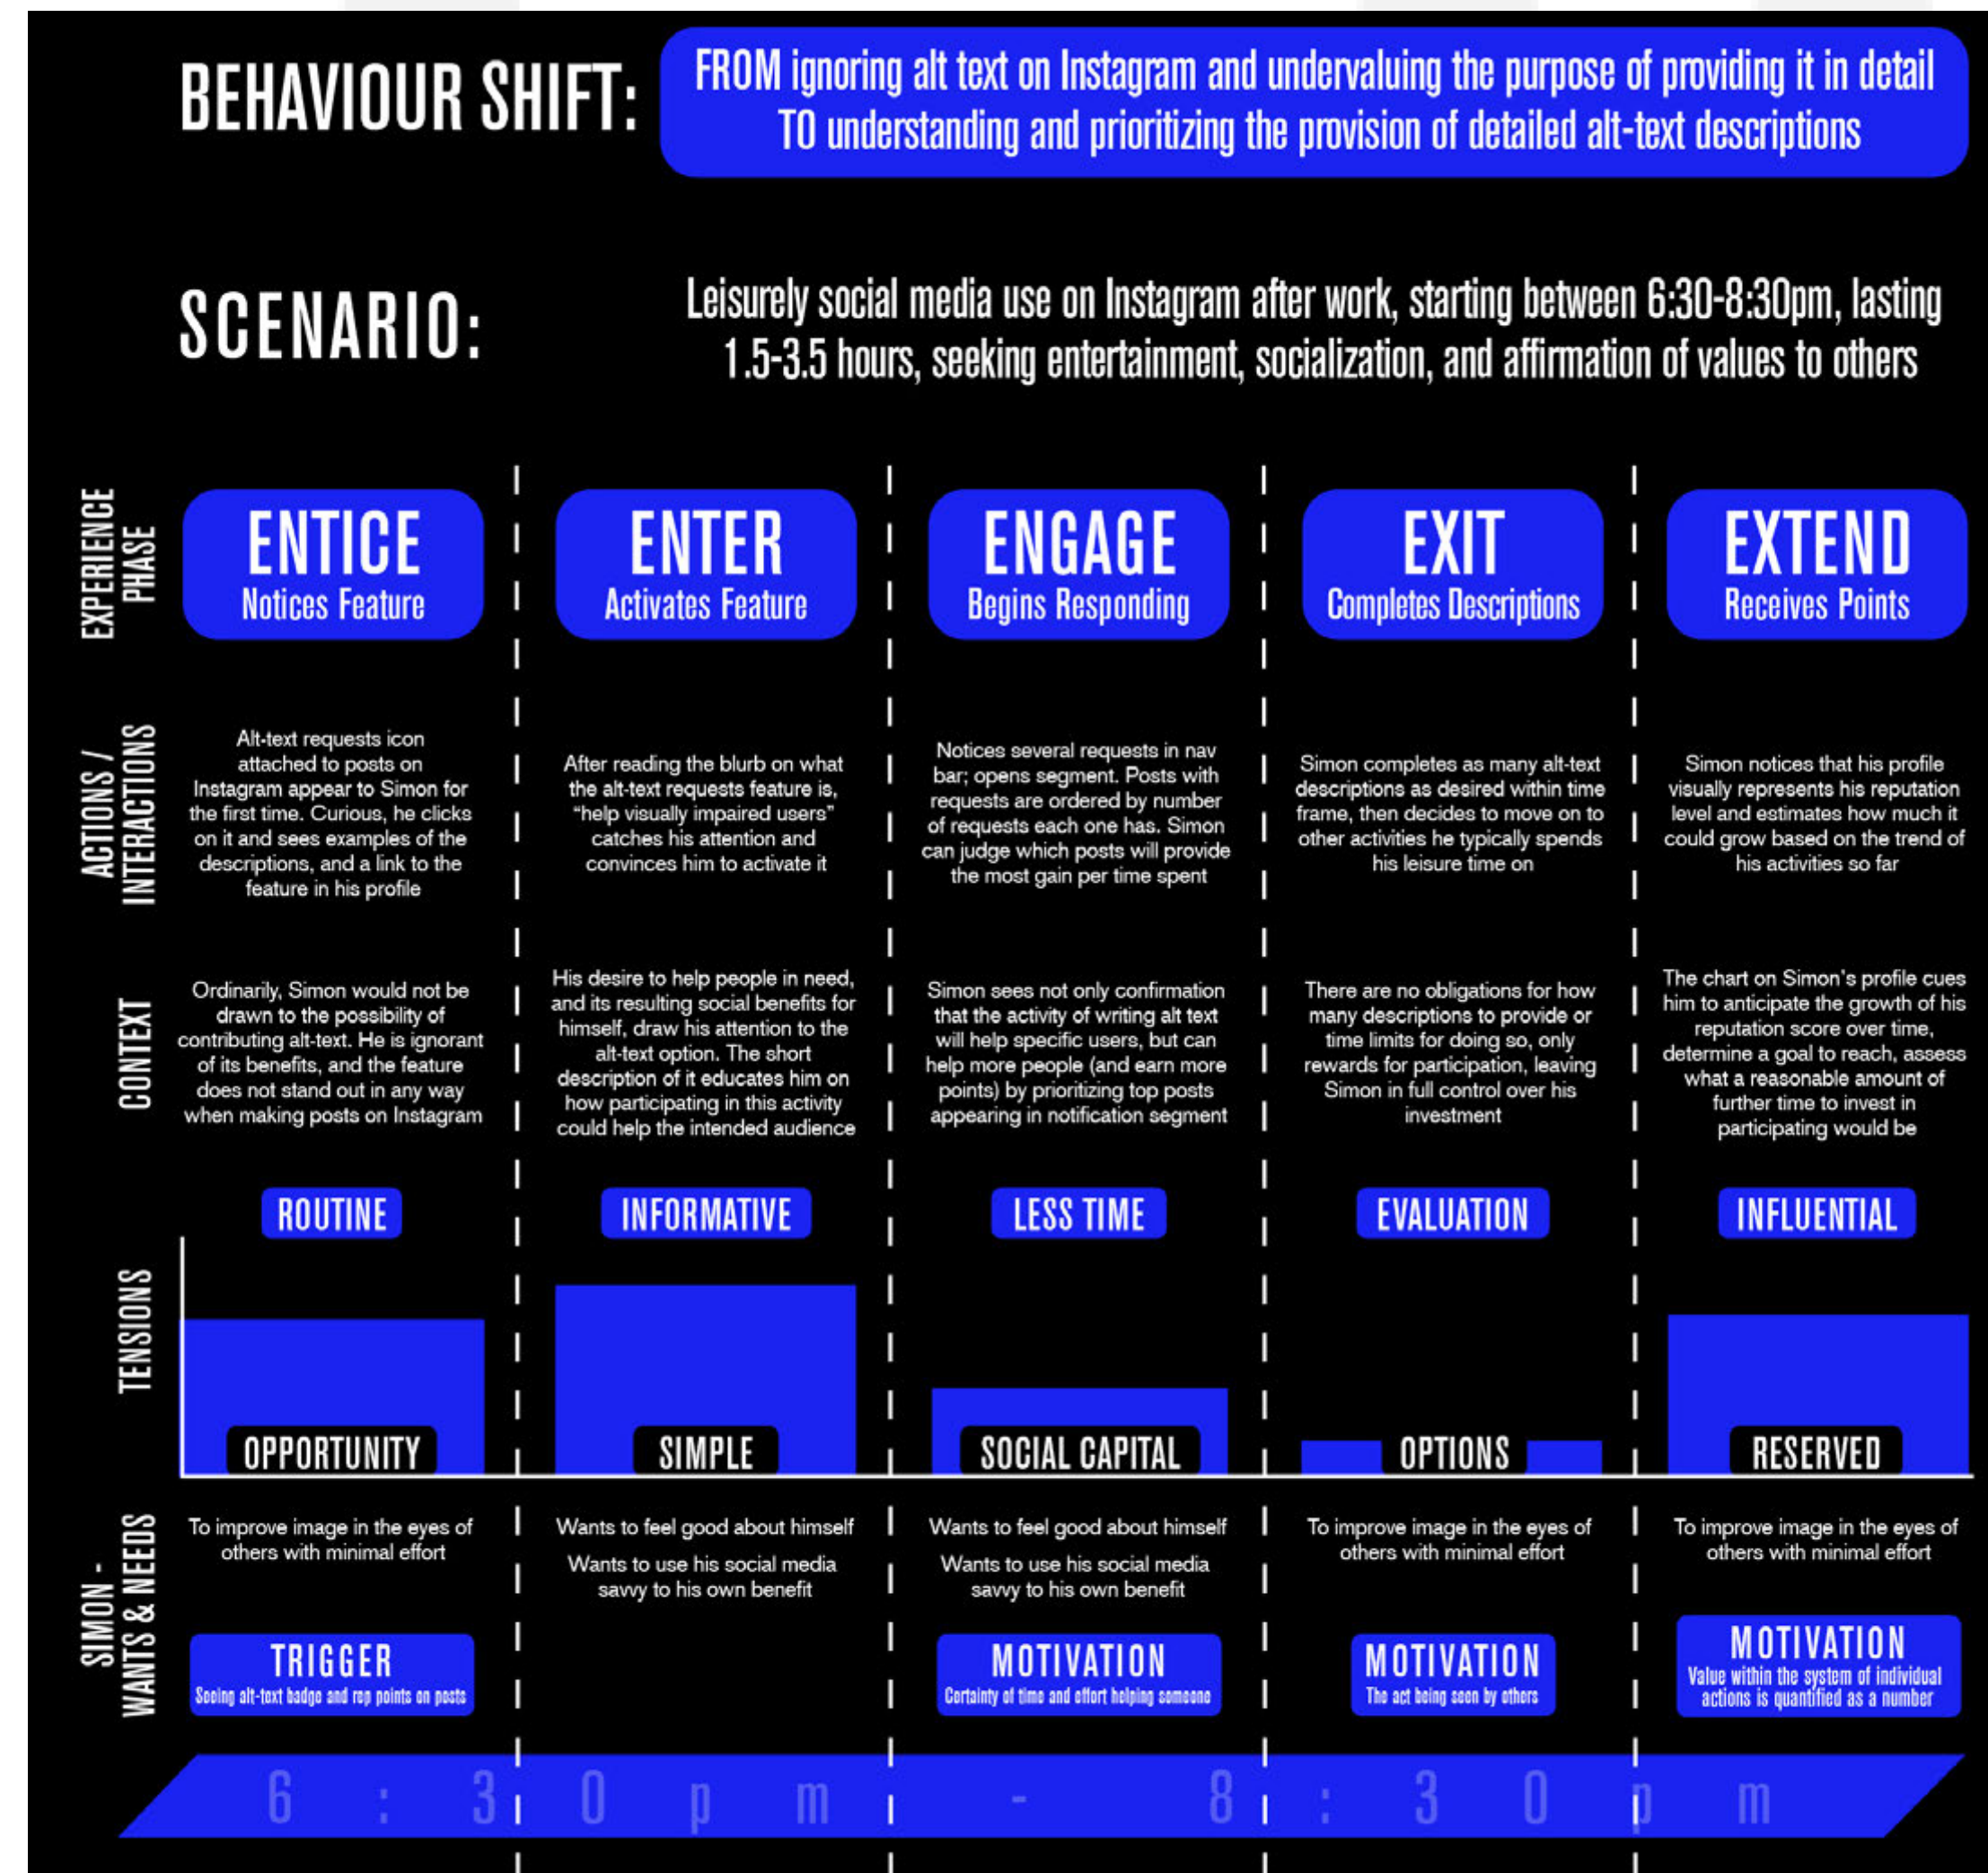 BEHAVIOUR SHIFT:
FROM ignoring alt text on Instagram and undervaluing the purpose of providing it in detail
TO understanding and prioritizing the provision of detailed alt-text descriptions
SCENARIO:
Leisurely social media use on Instagram after work, starting between 6:30-8:30pm, lasting
1.5-3.5 hours, seeking entertainment, socialization, and affirmation of values to others
EXPERIENCE
PHASE
ENTICE
Notices Feature
ENTER
Activates Feature
ENGAGE
Begins Responding
EXIT
Completes Descriptions
EXTEND
Receives Points
ACTIONS /
INTERACTIONS
Alt-text requests icon
attached to posts on
Instagram appear to Simon for
the first time. Curious, he clicks
on it and sees examples of the
descriptions, and a link to the
feature in his profile
After reading the blurb on what
the alt-text requests feature is,
“help visually impaired users”
catches his attention and
convinces him to activate it
Notices several requests in nav
bar; opens segment. Posts with
requests are ordered by number
of requests each one has. Simon
can judge which posts will provide
the most gain per time spent
Simon completes as many alt-text
descriptions as desired within time
frame, then decides to move on to
other activities he typically spends
his leisure time on
Simon notices that his profile
visually represents his reputation
level and estimates how much it
could grow based on the trend of
his activities so far
CONTEXT
Ordinarily, Simon would not be
drawn to the possibility of
contributing alt-text. He is ignorant
of its benefits, and the feature
does not stand out in any way
when making posts on Instagram
His desire to help people in need,
and its resulting social benefits for
himself, draw his attention to the
alt-text option. The short
description of it educates him on
how participating in this activity
could help the intended audience
Simon sees not only confirmation
that the activity of writing alt text
will help specific users, but can
help more people (and earn more
points) by prioritizing top posts
appearing in notification segment
There are no obligations for how
many descriptions to provide or
time limits for doing so, only
rewards for participation, leaving
Simon in full control over his
investment
The chart on Simon’s profile cues
him to anticipate the growth of his
reputation score over time,
determine a goal to reach, assess
what a reasonable amount of
further time to invest in
participating would be
TENSIONS
ROUTINE
INFORMATIVE
LESS TIME
EVALUATION
INFLUENTIAL
OPPORTUNITY
SIMPLE
SOCIAL CAPITAL
OPTIONS
RESERVED
SIMON -
WANTS & NEEDS
To improve image in the eyes of
others with minimal effort
Wants to feel good about himself
Wants to use his social media
savvy to his own benefit
Wants to feel good about himself
Wants to use his social media
savvy to his own benefit
To improve image in the eyes of
others with minimal effort
To improve image in the eyes of
others with minimal effort
TRIGGER
Seeing alt-text badge and rep points on posts
MOTIVATION
Certainty of time and effort helping someone
MOTIVATION
The act being seen by others
MOTIVATION
Value within the system of individual
actions is quantified as a number
6:30pm - 8:30pm